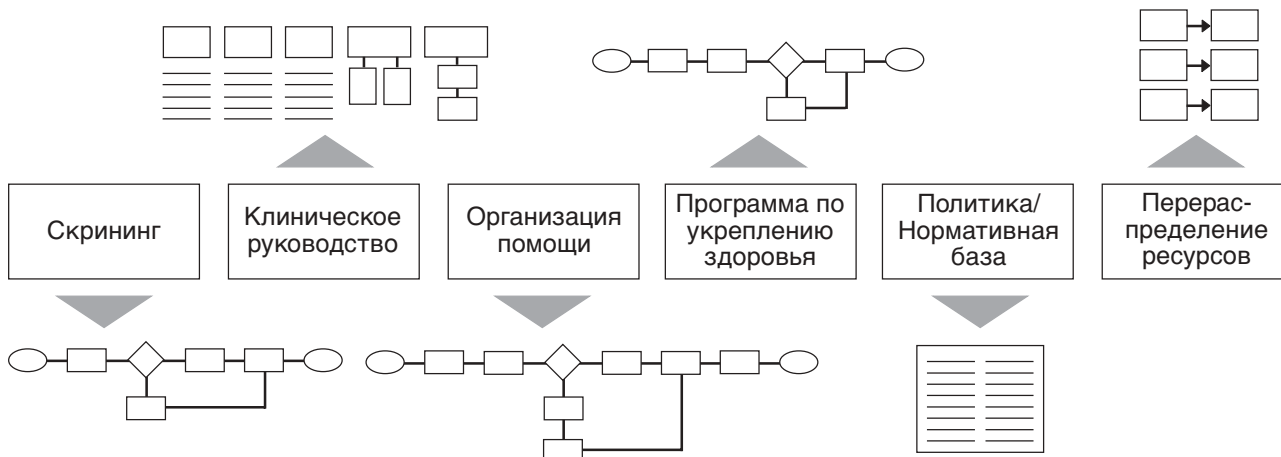 Скрининг
Клиническое
руководство
Организация
помощи
Программа по
укреплению
здоровья
Политика/
Нормативная
база
Перерас-
пределение
ресурсов